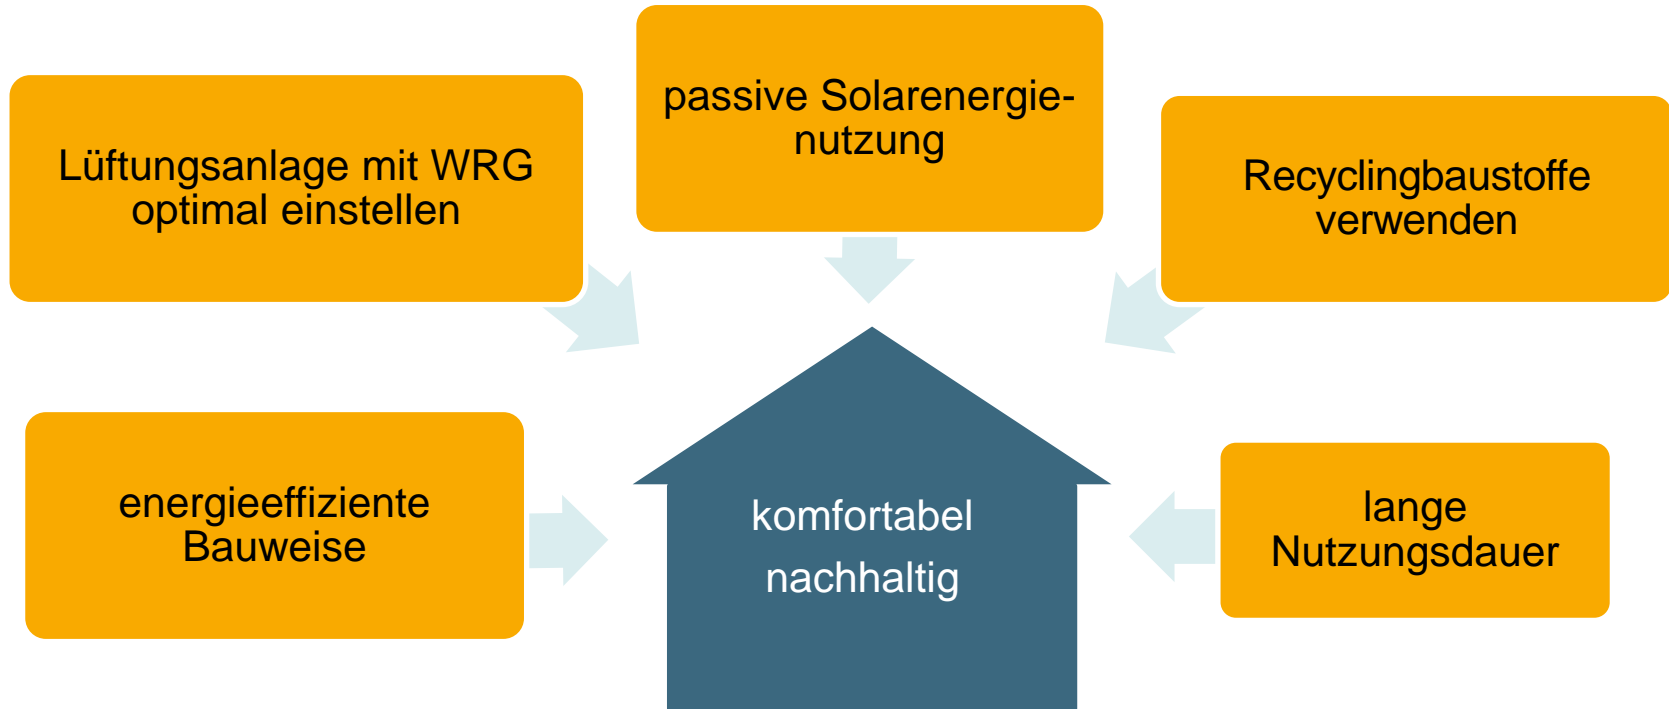 passive Solarenergie-
nutzung
Lüftungsanlage mit WRG
optimal einstellen
Recyclingbaustoffe
verwenden
energieeffiziente
Bauweise
komfortabel
nachhaltig
lange
Nutzungsdauer